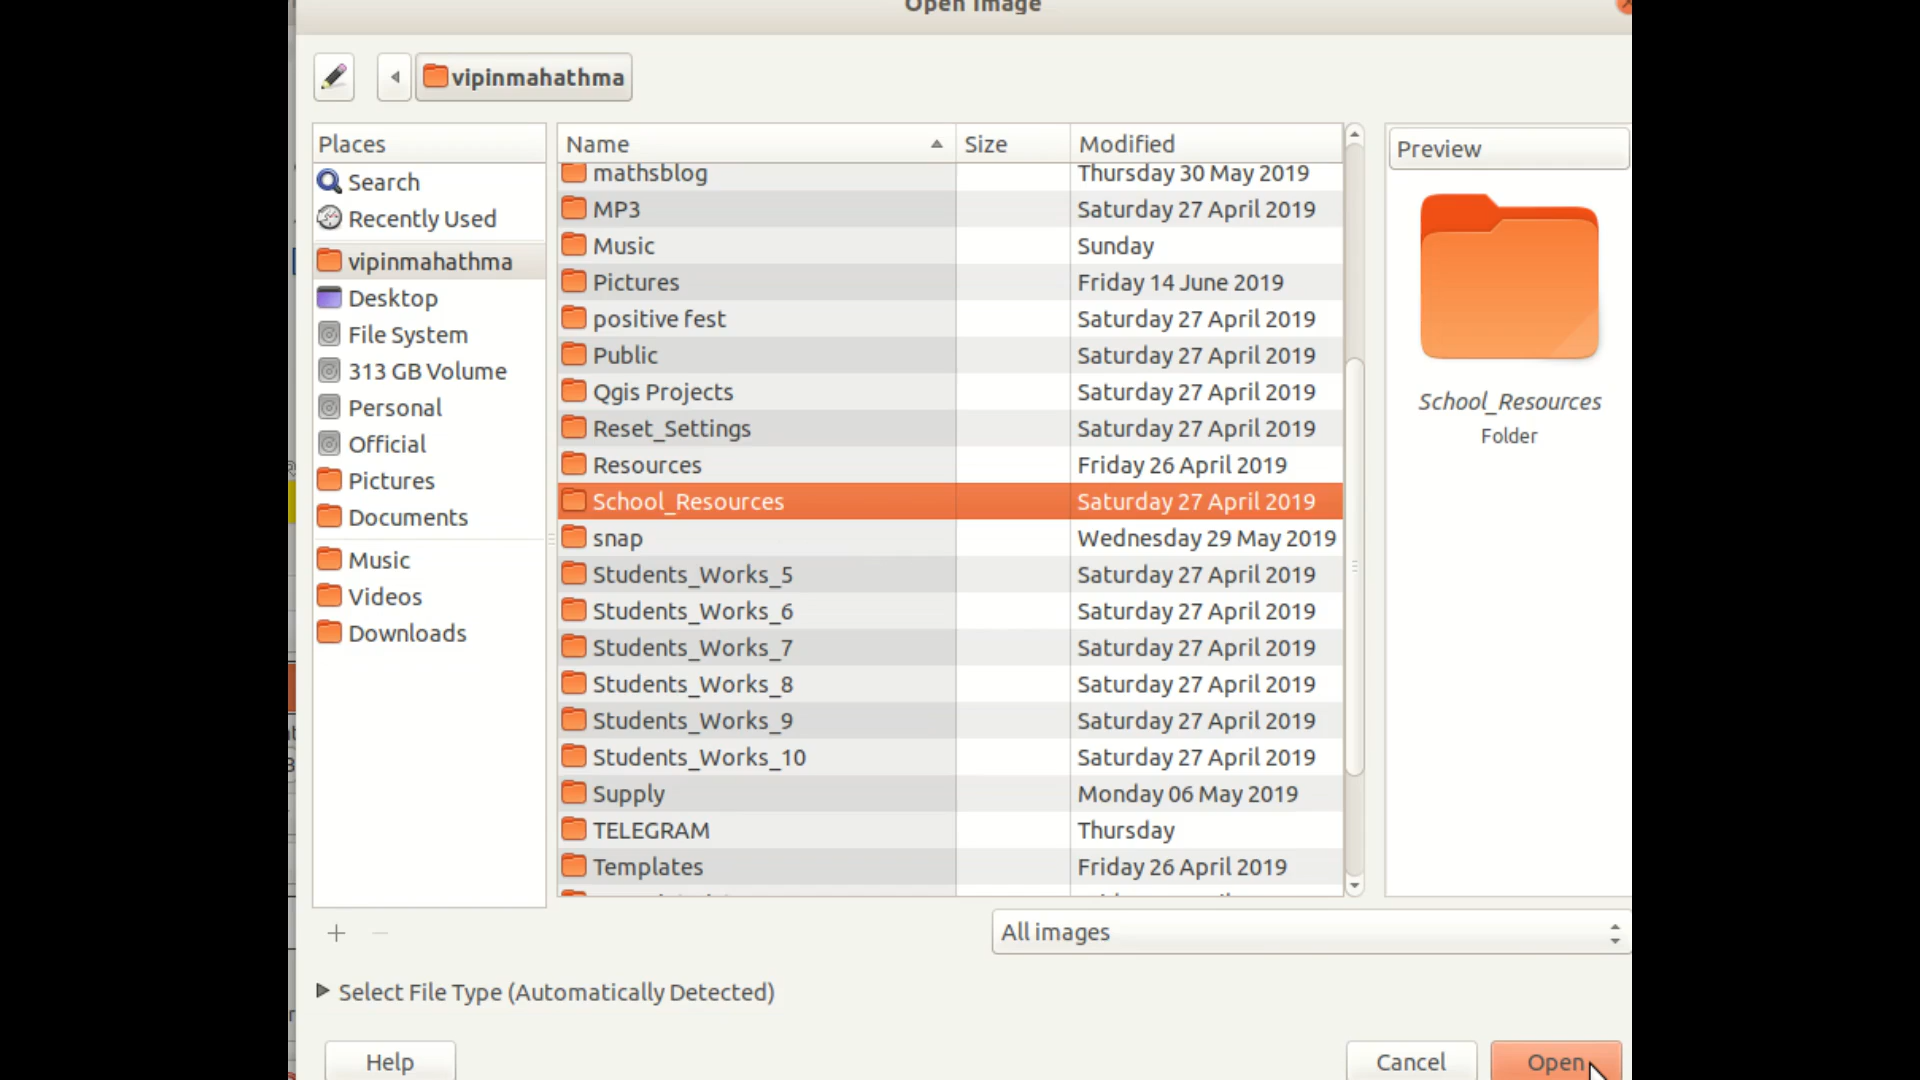 Open Image
vipinmahathma
Places
Search
Recently Used
vipinmahathma
Desktop
File System
313 GB Volume
Personal
Official
Pictures
Documents
Music
Videos
Downloads
Name Size Modified
mathsblog Thursday 30 May 2019
MP3 Saturday 27 April 2019
Music Sunday
Pictures Friday 14 June 2019
positive fest Saturday 27 April 2019
Public Saturday 27 April 2019
Qgis Projects Saturday 27 April 2019
Reset_Settings Saturday 27 April 2019
Resources Friday 26 April 2019
School_Resources Saturday 27 April 2019
snap Wednesday 29 May 2019
Students_Works_5 Saturday 27 April 2019
Students_Works_6 Saturday 27 April 2019
Students_Works_7 Saturday 27 April 2019
Students_Works_8 Saturday 27 April 2019
Students_Works_9 Saturday 27 April 2019
Students_Works_10 Saturday 27 April 2019
Supply Monday 06 May 2019
TELEGRAM Thursday
Templates Friday 26 April 2019
Preview
School_Resources
Folder
All images
Select File Type (Automatically Detected)
Help Cancel Open